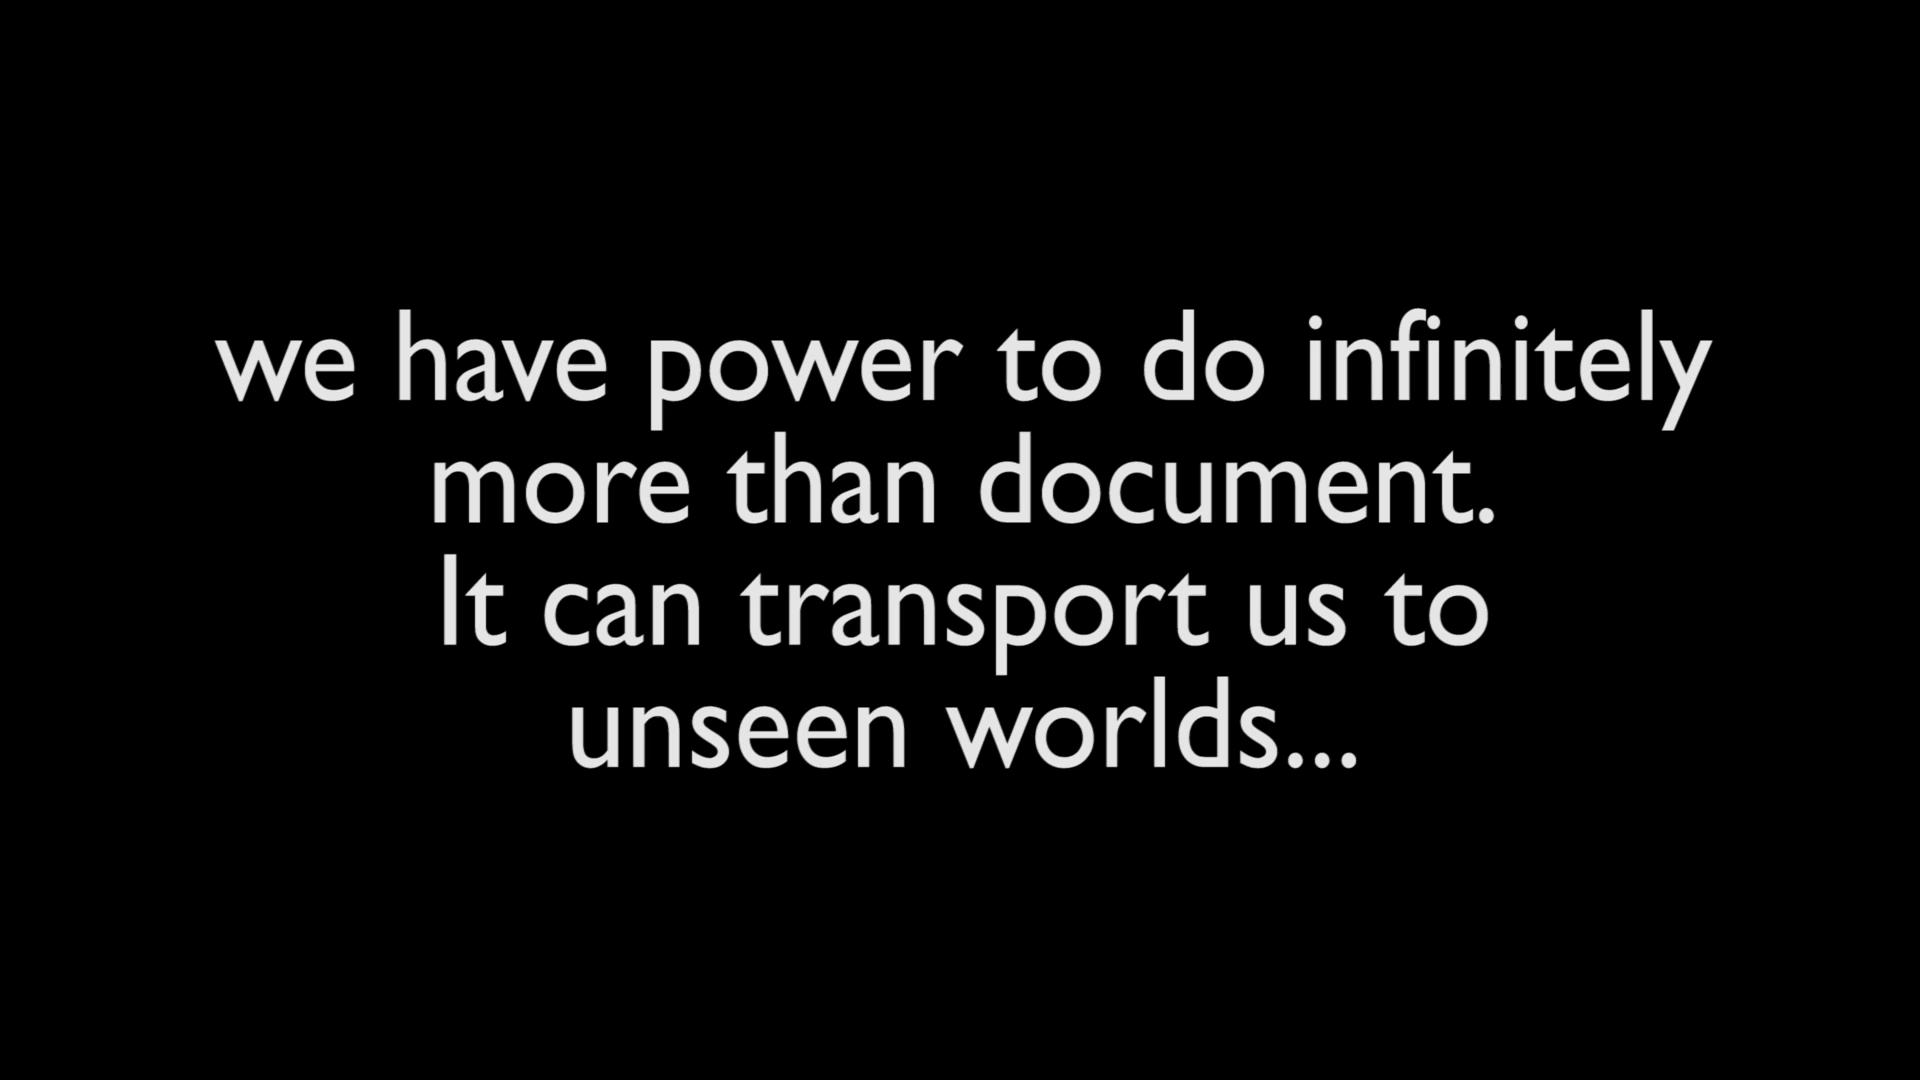 we have power to do infinitely
more than document.
It can transport us to
unseen worlds...